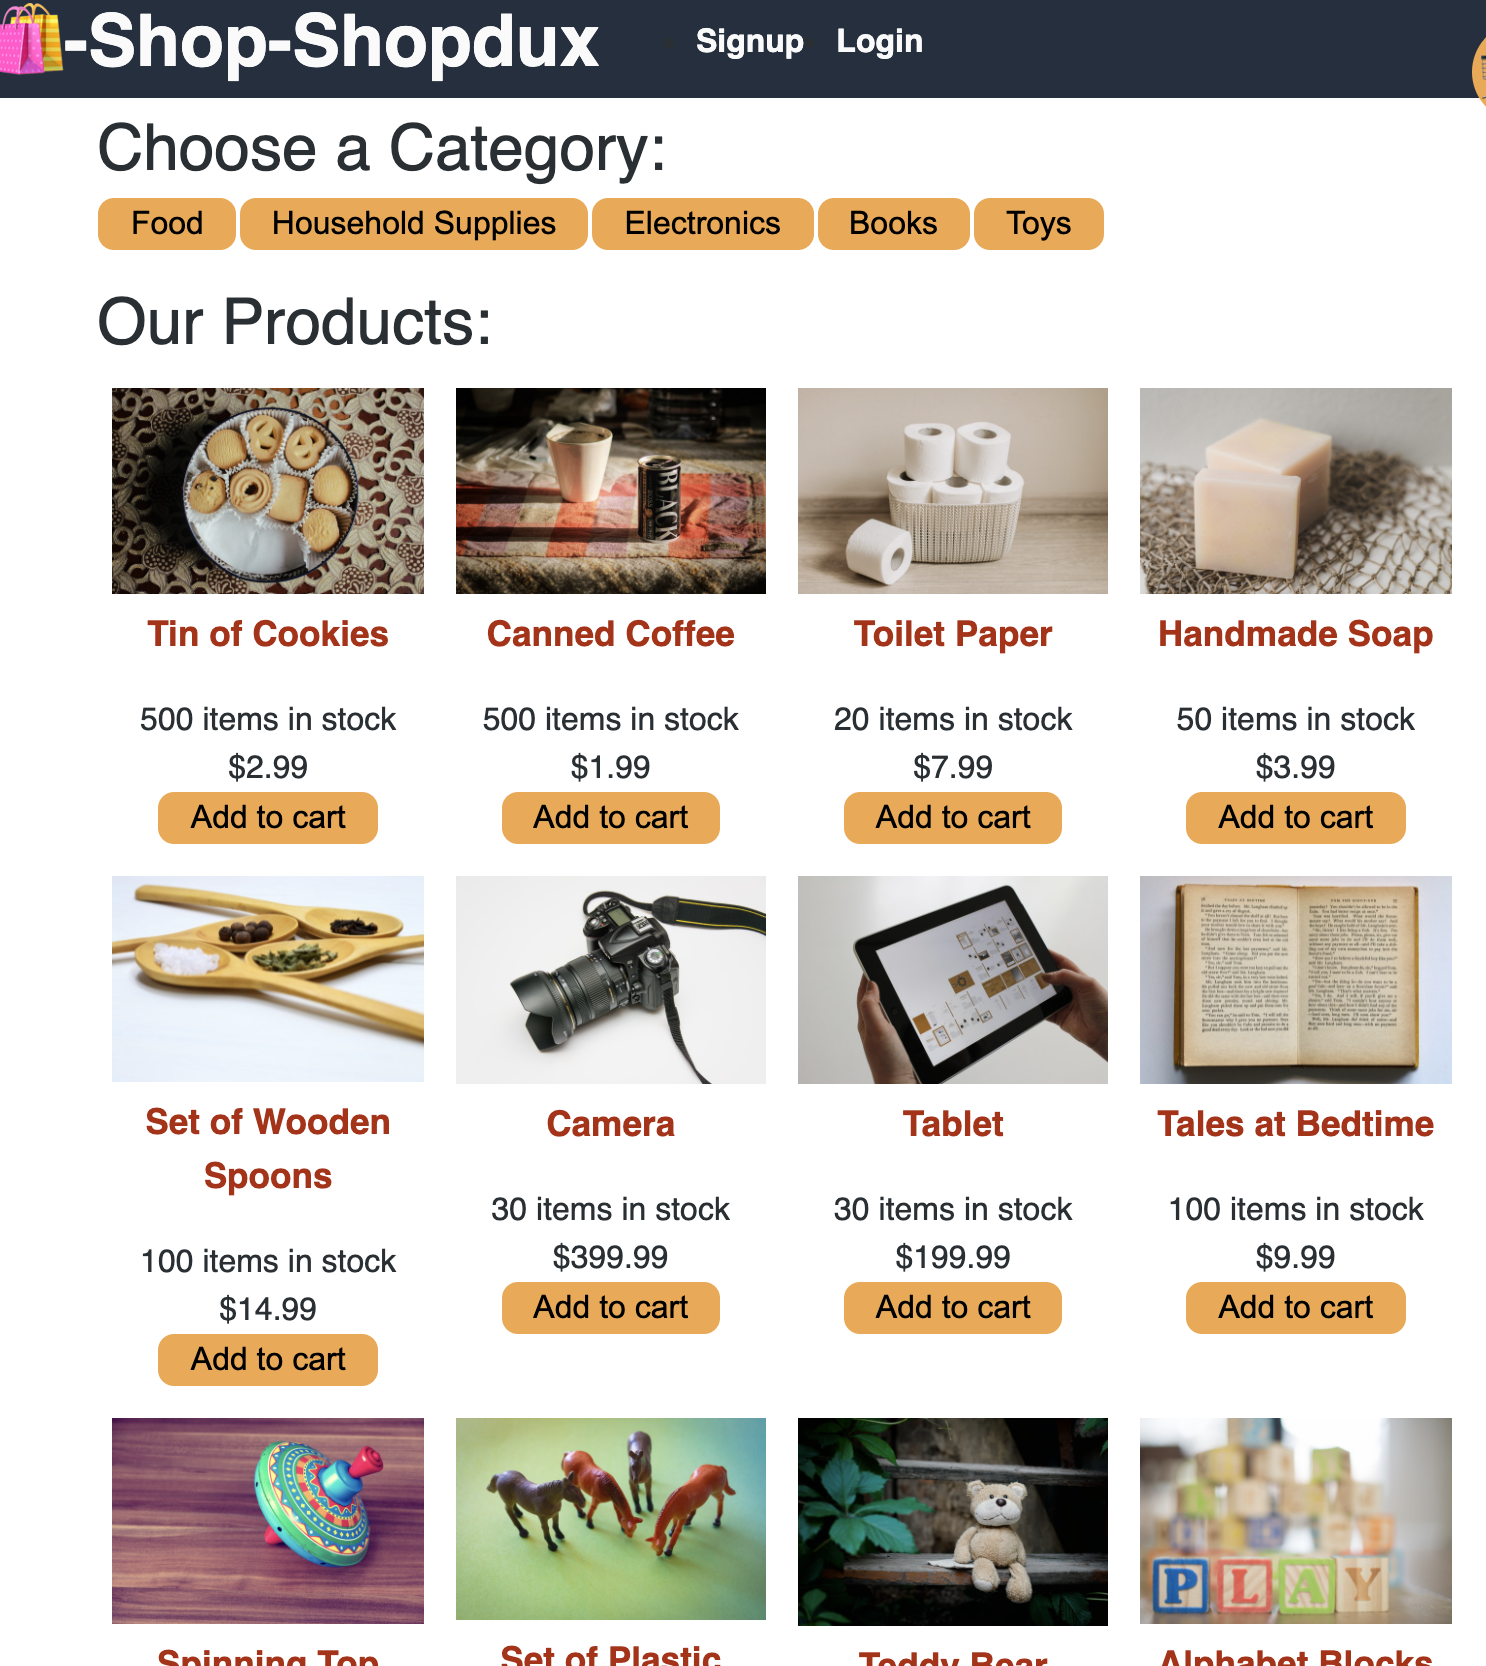 -Shop-Shopdux
Signup Login
Choose a Category:
Food Household Supplies Electronics Books Toys
Our Products:
BLACK
Tin of Cookies Canned Coffee Toilet Paper Handmade Soap
500 items in stock 500 items in stock 20 items in stock 50 items in stock
$2.99 $1.99 $7.99 $3.99
Add to cart Add to cart Add to cart Add to cart
Set of Wooden Spoons Camera Tablet Tales at Bedtime
100 items in stock 30 items in stock 30 items in stock 100 items in stock
$14.99 $399.99 $199.99 $9.99
Add to cart Add to cart Add to cart Add to cart
PLAY
Spinning Top Set of Plastic Teddy Bear Alphabet Blocks